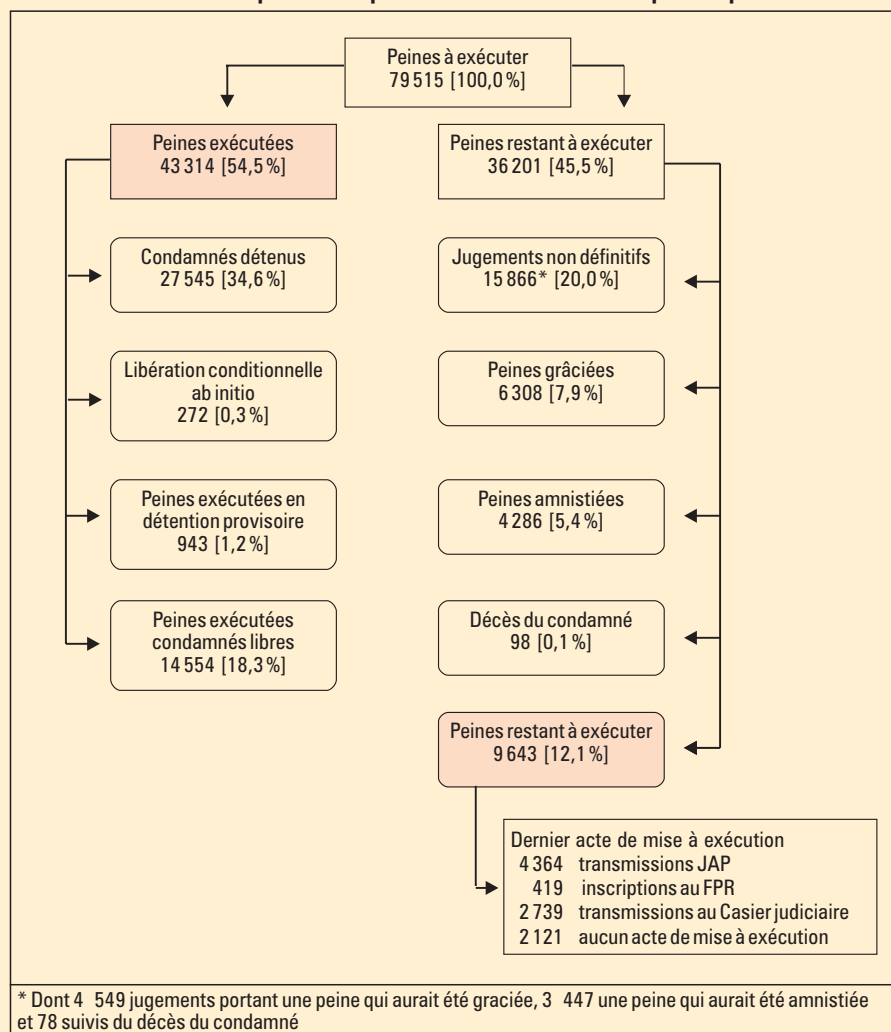 Peines à exécuter
79 515 [100,0 %]
Peines exécutées
43 314 [54,5 %]
Peines restant à exécuter
36 201 [45,5 %]
Condamnés détenus
27 545 [34,6 %]
Jugements non définitifs
15 866* [20,0 %]
Libération conditionnelle
ab initio
272 [0,3 %]
Peines grâciées
6 308 [7,9 %]
Peines exécutées en
détention provisoire
943 [1,2 %]
Peines amnistiées
4 286 [5,4 %]
Peines exécutées
condamnés libres
14 554 [18,3 %]
Décès du condamné
98 [0,1 %]
Peines restant à exécuter
9 643 [12,1 %]
Dernier acte de mise à exécution
4 364 transmissions JAP
419 inscriptions au FPR
2 739 transmissions au Casier judiciaire
2 121 aucun acte de mise à exécution
* Dont 4 549 jugements portant une peine qui aurait été graciée, 3 447 une peine qui aurait été amnistiée
et 78 suivis du décès du condamné